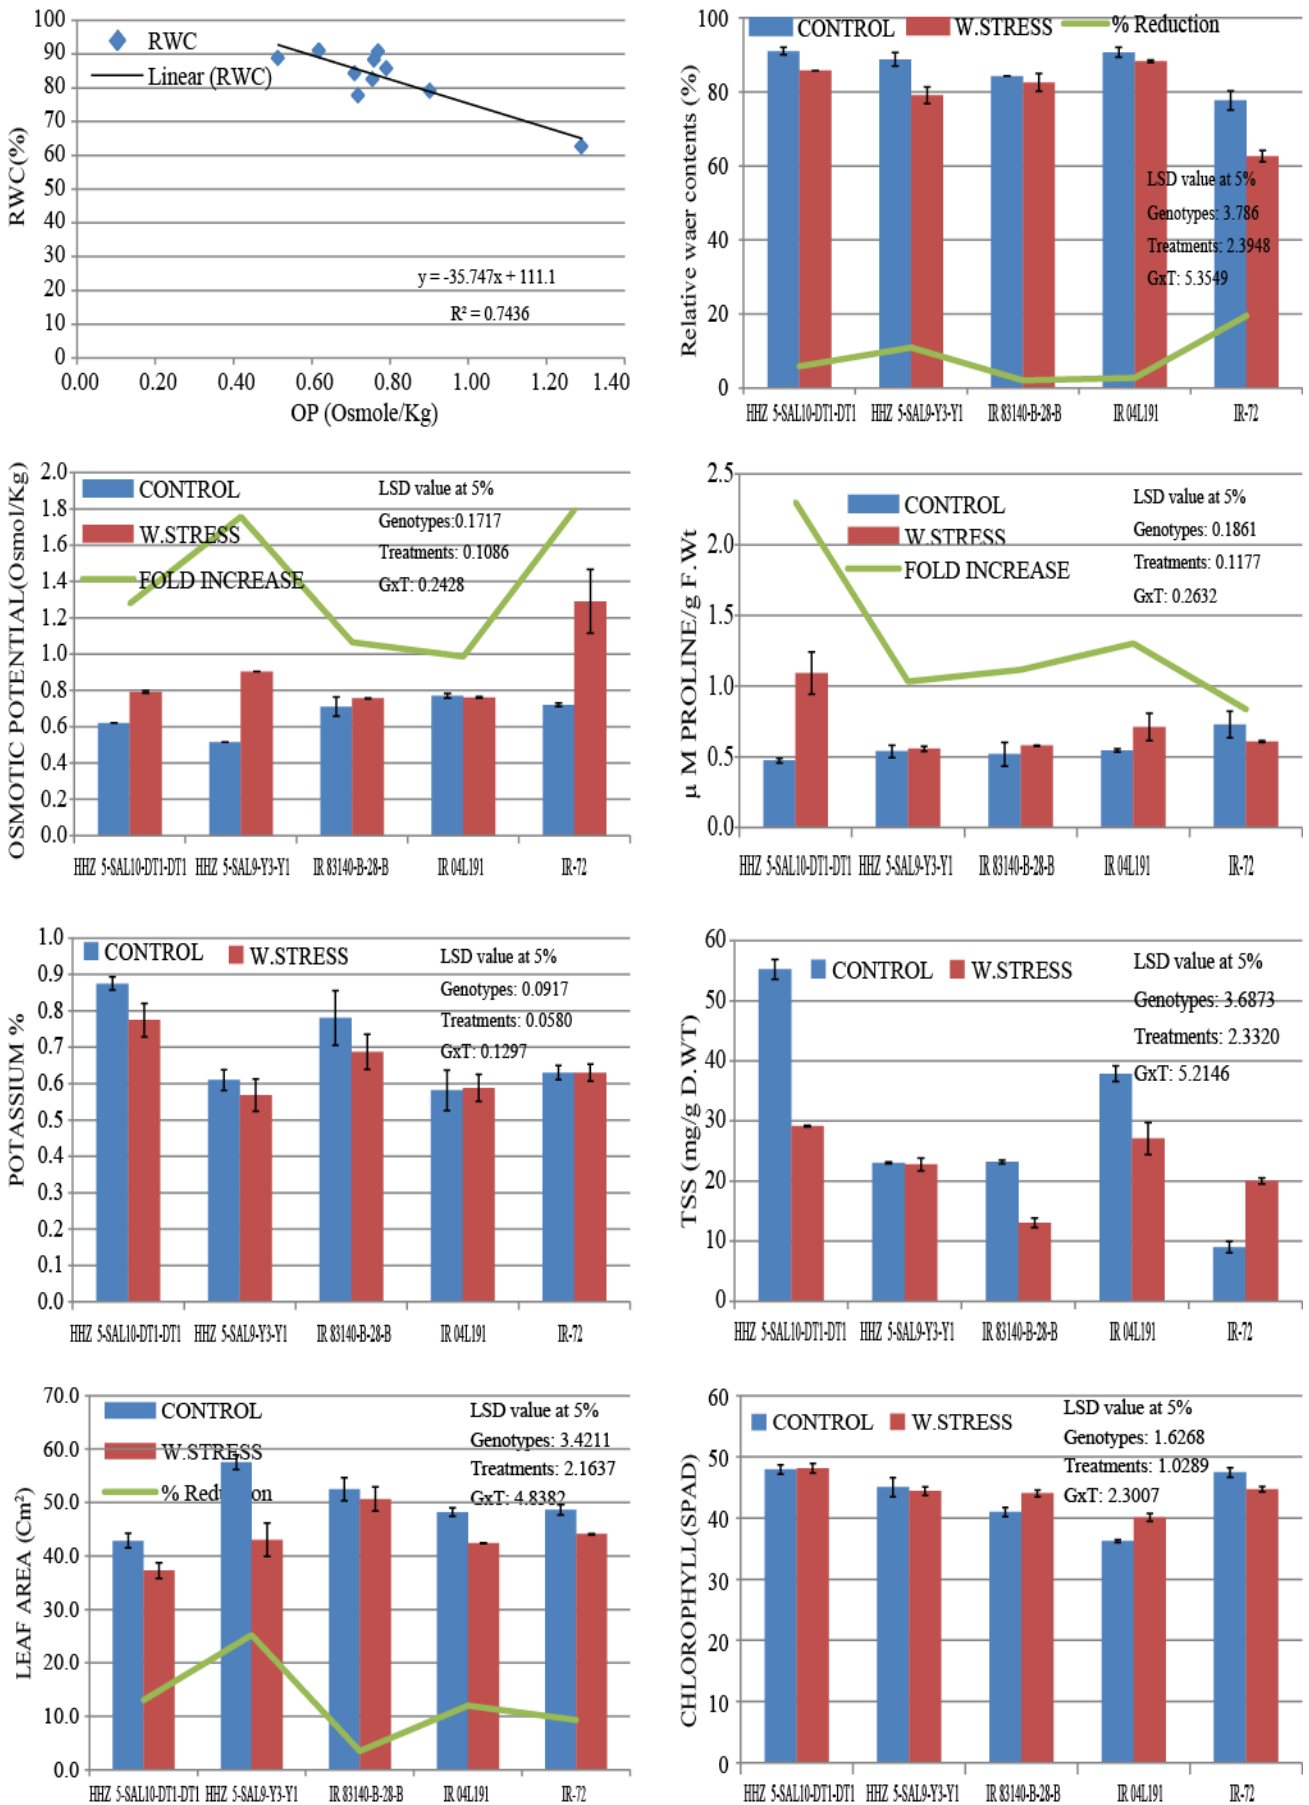 100
90
80
70
60
50
40
30
20
10
0
RWC(%)
RWC
Linear (RWC)
y = -35.747x + 111.1
R² = 0.7436
0.00 0.20 0.40 0.60 0.80 1.00 1.20 1.40
OP (Osmole/Kg)
100
80
60
40
20
0
Relative waer contents (%)
CONTROL W.STRESS % Reduction
LSD value at 5%
Genotypes: 3.786
Treatments: 2.3948
GxT: 5.3549
HHZ 5-SAL10-DT1-DT1 HHZ 5-SAL9-Y3-Y1 IR 83140-B-28-B IR 04L191 IR-72
2.0
1.8
1.6
1.4
1.2
1.0
0.8
0.6
0.4
0.2
0.0
OSMOTIC POTENTIAL(Osmol/Kg)
CONTROL
W.STRESS
FOLD INCREASE
LSD value at 5%
Genotypes:0.1717
Treatments: 0.1086
GxT: 0.2428
HHZ 5-SAL10-DT1-DT1 HHZ 5-SAL9-Y3-Y1 IR 83140-B-28-B IR 04L191 IR-72
2.5
2.0
1.5
1.0
0.5
0.0
µ M PROLINE/g F.Wt
CONTROL
W.STRESS
FOLD INCREASE
LSD value at 5%
Genotypes: 0.1861
Treatments: 0.1177
GxT: 0.2632
HHZ 5-SAL10-DT1-DT1 HHZ 5-SAL9-Y3-Y1 IR 83140-B-28-B IR 04L191 IR-72
1.0
0.9
0.8
0.7
0.6
0.5
0.4
0.3
0.2
0.1
0.0
POTASSIUM %
CONTROL W.STRESS
LSD value at 5%
Genotypes: 0.0917
Treatments: 0.0580
GxT: 0.1297
HHZ 5-SAL10-DT1-DT1 HHZ 5-SAL9-Y3-Y1 IR 83140-B-28-B IR 04L191 IR-72
60
50
40
30
20
10
0
TSS (mg/g D.WT)
CONTROL W.STRESS
LSD value at 5%
Genotypes: 3.6873
Treatments: 2.3320
GxT: 5.2146
HHZ 5-SAL10-DT1-DT1 HHZ 5-SAL9-Y3-Y1 IR 83140-B-28-B IR 04L191 IR-72
70.0
60.0
50.0
40.0
30.0
20.0
10.0
0.0
LEAF AREA (Cm²)
CONTROL
W.STRESS
% Reduction
LSD value at 5%
Genotypes: 3.4211
Treatments: 2.1637
GxT: 4.8382
HHZ 5-SAL10-DT1-DT1 HHZ 5-SAL9-Y3-Y1 IR 83140-B-28-B IR 04L191 IR-72
60
50
40
30
20
10
0
CHLOROPHYLL(SPAD)
CONTROL W.STRESS
LSD value at 5%
Genotypes: 1.6268
Treatments: 1.0289
GxT: 2.3007
HHZ 5-SAL10-DT1-DT1 HHZ 5-SAL9-Y3-Y1 IR 83140-B-28-B IR 04L191 IR-72